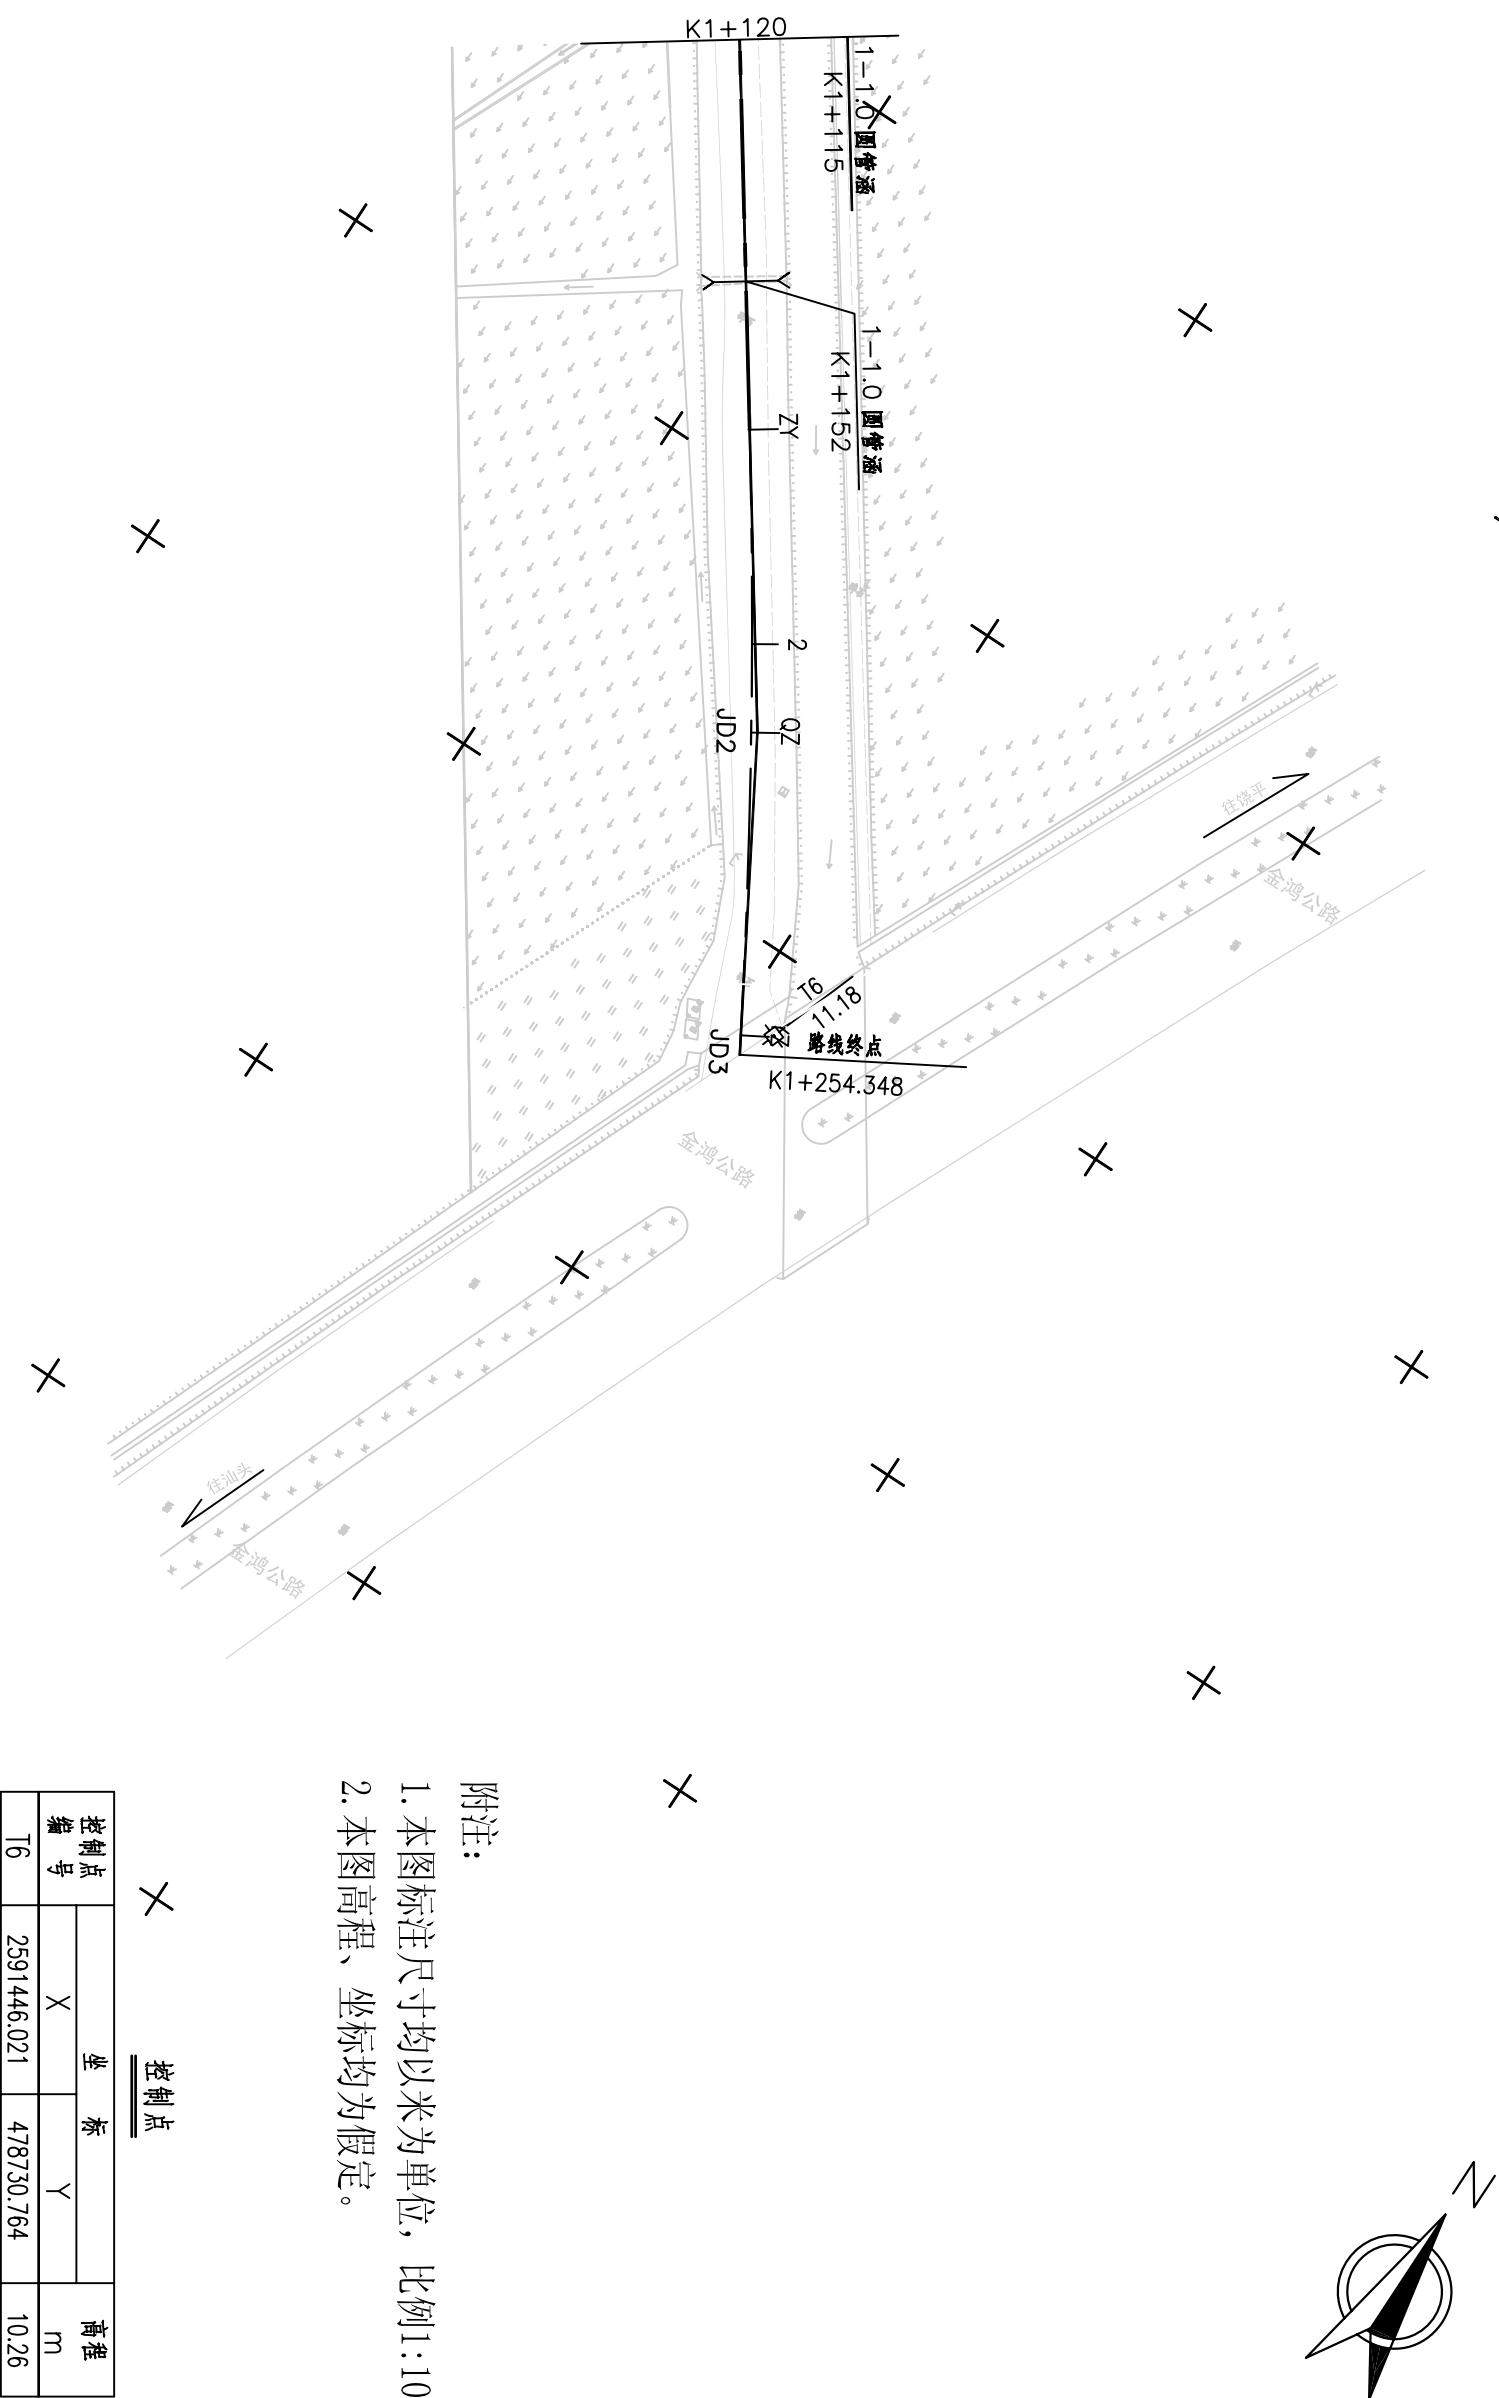 K1+120
1-1.0 圆管涵
K1+115
1-1.0 圆管涵
K1+152
ZY
2
QZ
JD2
往饶平
金鸿公路
T6
11.18
路线终点
K1+254.348
JD3
金鸿公路
往汕头
金鸿公路
附注：
1. 本图标注尺寸均以米为单位，比例1:10
2. 本图高程、坐标均为假定。
控制点
控制点
编 号
坐 标
高程
X
Y
m
T6
2591446.021
478730.764
10.26
N